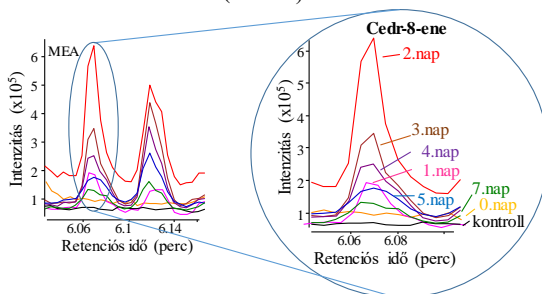 MEA
Intenzitás (x10⁵)
6
5
4
3
2
1
6.06
6.1
6.14
Retenciós idő (perc)
Cedr-8-ene
Intenzitás (x10⁵)
6
5
4
3
2
1
6.06
6.08
Retenciós idő (perc)
2.nap
3.nap
4.nap
1.nap
5.nap
7.nap
0.nap
kontroll